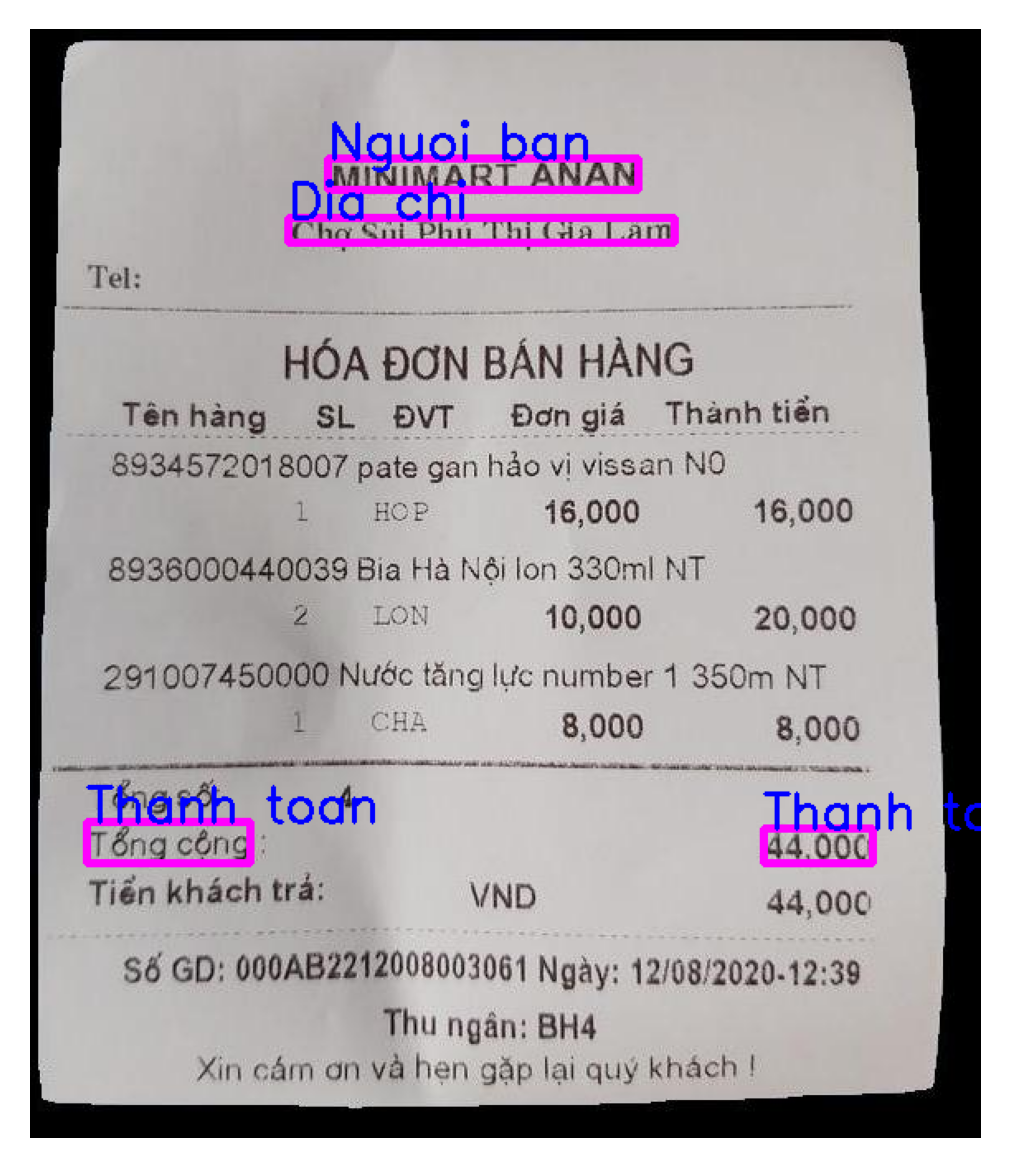 Nguoi ban
MINIMART ANAN
Dia chi
Chợ Sủi Phú Thị Gia Lâm
Tel:
HÓA ĐƠN BÁN HÀNG
Tên hàng SL ĐVT Đơn giá Thành tiền
8934572018007 pate gan hảo vị vissan N0
1 HOP 16,000 16,000
8936000440039 Bia Hà Nội lon 330ml NT
2 LON 10,000 20,000
291007450000 Nước tăng lực number 1 350m NT
1 CHA 8,000 8,000
Thanh toan Thanh
số 4
Tổng cộng : 44.000
Tiền khách trả: VND 44,000
Số GD: 000AB2212008003061 Ngày: 12/08/2020-12:39
Thu ngân: BH4
Xin cám ơn và hẹn gặp lại quý khách !